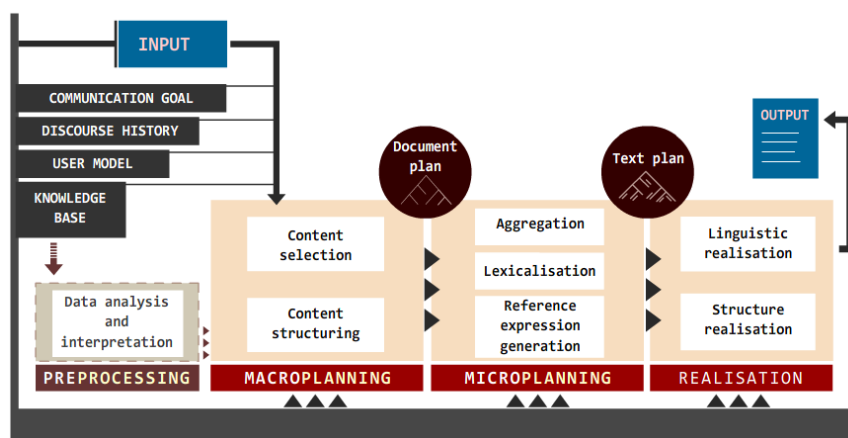 INPUT
COMMUNICATION GOAL
DISCOURSE HISTORY
USER MODEL
KNOWLEDGE
BASE
Data analysis
and
interpretation
PREPROCESSING
Content
selection
Content
structuring
MACROPLANNING
Document
plan
Aggregation
Lexicalisation
Reference
expression
generation
MICROPLANNING
Text plan
Linguistic
realisation
Structure
realisation
REALISATION
OUTPUT